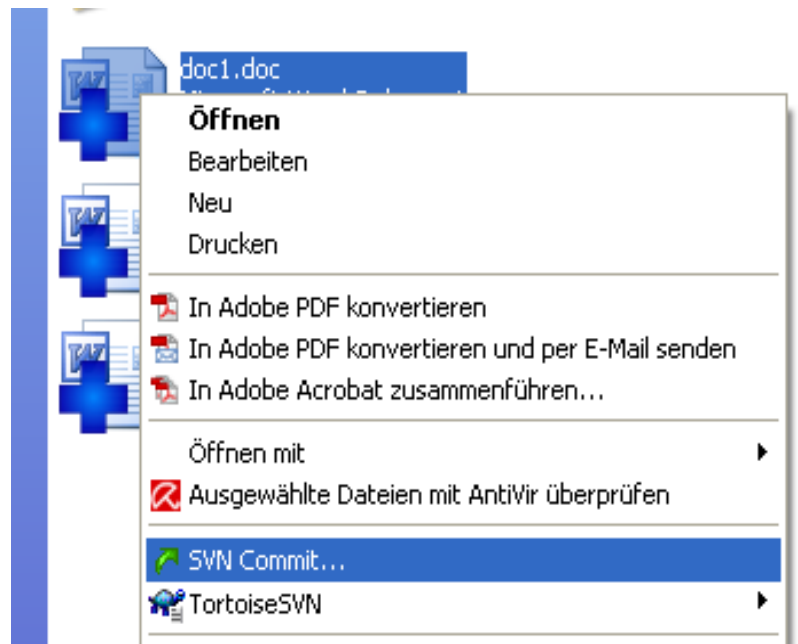 doc1.doc
Öffnen
Bearbeiten
Neu
Drucken
In Adobe PDF konvertieren
In Adobe PDF konvertieren und per E-Mail senden
In Adobe Acrobat zusammenführen...
Öffnen mit
Ausgewählte Dateien mit AntiVir überprüfen
SVN Commit...
TortoiseSVN